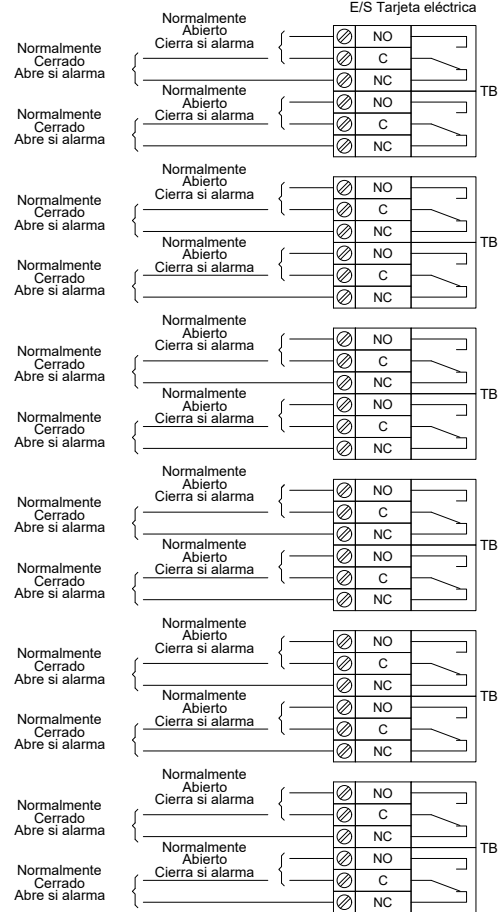 E/S Tarjeta eléctrica
Normalmente
Abierto
Cierra si alarma
Normalmente
Cerrado
Abre si alarma
NO
C
NC
Normalmente
Abierto
Cierra si alarma
Normalmente
Cerrado
Abre si alarma
NO
C
NC
TB
Normalmente
Abierto
Cierra si alarma
Normalmente
Cerrado
Abre si alarma
NO
C
NC
Normalmente
Abierto
Cierra si alarma
Normalmente
Cerrado
Abre si alarma
NO
C
NC
TB
Normalmente
Abierto
Cierra si alarma
Normalmente
Cerrado
Abre si alarma
NO
C
NC
Normalmente
Abierto
Cierra si alarma
Normalmente
Cerrado
Abre si alarma
NO
C
NC
TB
Normalmente
Abierto
Cierra si alarma
Normalmente
Cerrado
Abre si alarma
NO
C
NC
Normalmente
Abierto
Cierra si alarma
Normalmente
Cerrado
Abre si alarma
NO
C
NC
TB
Normalmente
Abierto
Cierra si alarma
Normalmente
Cerrado
Abre si alarma
NO
C
NC
Normalmente
Abierto
Cierra si alarma
Normalmente
Cerrado
Abre si alarma
NO
C
NC
TB
Normalmente
Abierto
Cierra si alarma
Normalmente
Cerrado
Abre si alarma
NO
C
NC
Normalmente
Abierto
Cierra si alarma
Normalmente
Cerrado
Abre si alarma
NO
C
NC
TB